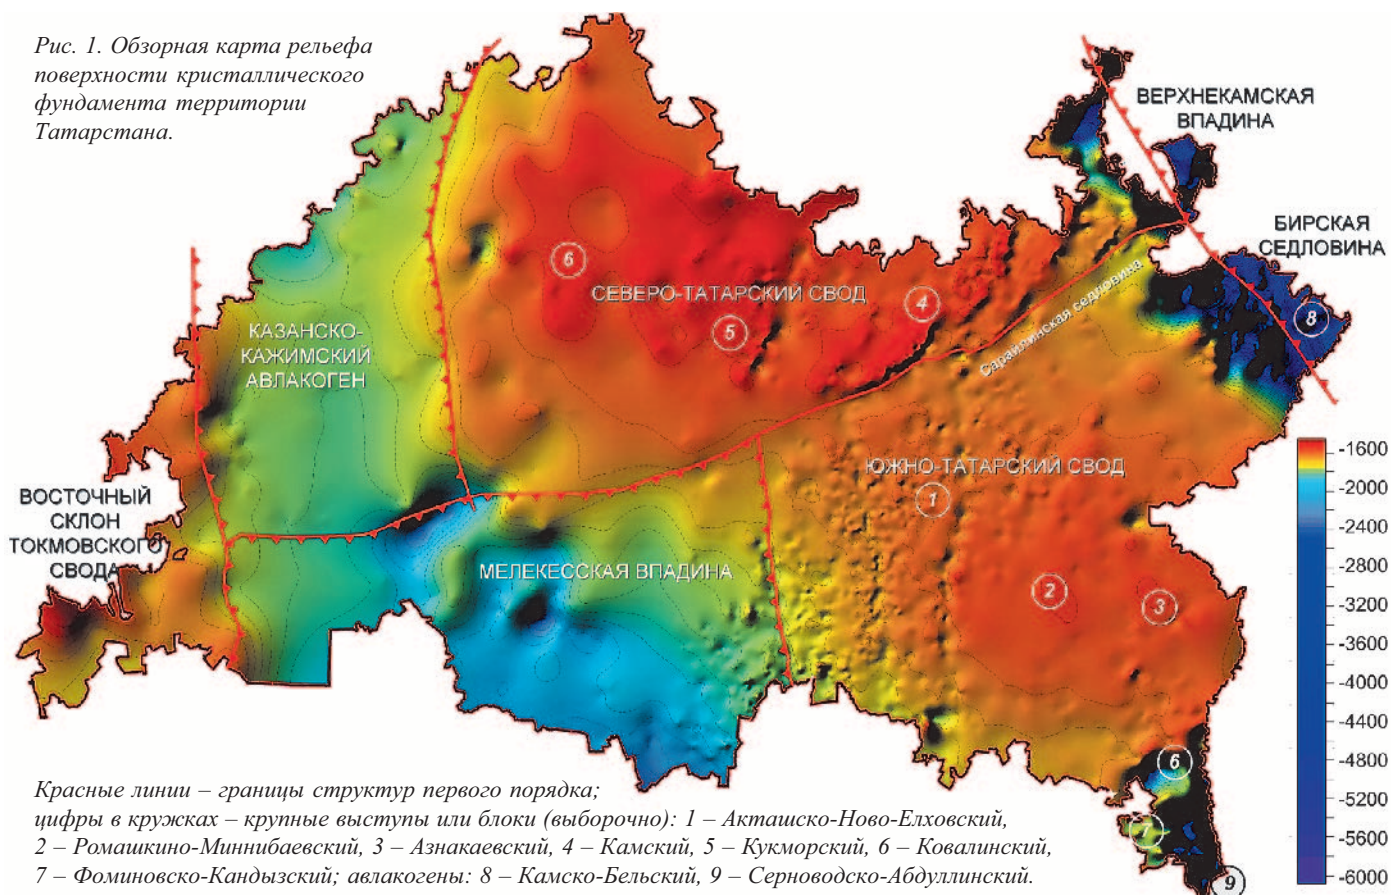 Рис. 1. Обзорная карта рельефа
поверхности кристаллического
фундамента территории
Татарстана.
ВЕРХНЕКАМСКАЯ
ВПАДИНА
БИРСКАЯ
СЕДЛОВИНА
6
СЕВЕРО-ТАТАРСКИЙ СВОД
4
5
8
Сарайлинская седловина
КАЗАНСКО-
КАЖИМСКИЙ
АВЛАКОГЕН
ЮЖНО-ТАТАРСКИЙ СВОД
1
ВОСТОЧНЫЙ
СКЛОН
ТОКМОВСКОГО
СВОДА
МЕЛЕКЕССКАЯ ВПАДИНА
2
3
-1600
-2000
-2400
-2800
-3200
-3600
-4000
-4400
-4800
-5200
-5600
-6000
6
7
9
Красные линии – границы структур первого порядка;
цифры в кружках – крупные выступы или блоки (выборочно): 1 – Акташско-Ново-Елховский,
2 – Ромашкино-Миннибаевский, 3 – Азнакаевский, 4 – Камский, 5 – Кукморский, 6 – Ковалинский,
7 – Фоминовско-Кандызский; авлакогены: 8 – Камско-Бельский, 9 – Серноводско-Абдуллинский.